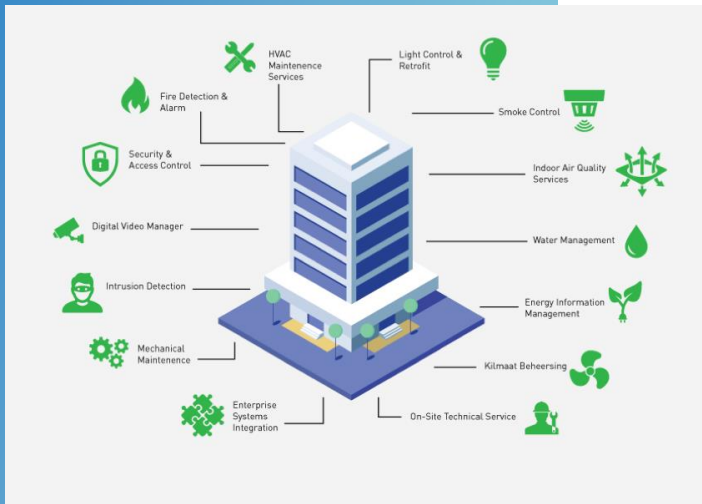 HVAC
Maintenence
Services
Light Control &
Retrofit
Fire Detection &
Alarm
Smoke Control
Security &
Access Control
Indoor Air Quality
Services
Digital Video Manager
Water Management
Intrusion Detection
Energy Information
Management
Mechanical
Maintenence
Kilmaat Beheersing
Enterprise
Systems
Integration
On-Site Technical Service